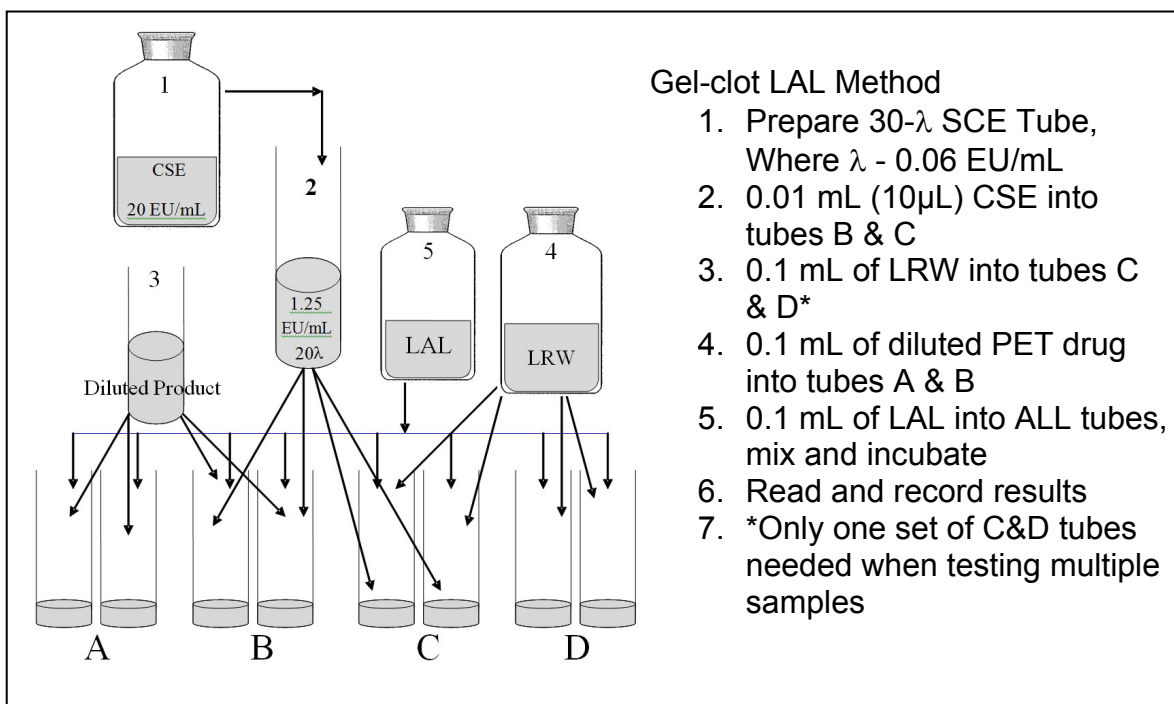 1
CSE
20 EU/mL
2
3
1.25
EU/mL
20λ
Diluted Product
5
LAL
4
LRW
A
B
C
D
Gel-clot LAL Method
1. Prepare 30-λ SCE Tube,
Where λ - 0.06 EU/mL
2. 0.01 mL (10µL) CSE into
tubes B & C
3. 0.1 mL of LRW into tubes C
& D*
4. 0.1 mL of diluted PET drug
into tubes A & B
5. 0.1 mL of LAL into ALL tubes,
mix and incubate
6. Read and record results
7. *Only one set of C&D tubes
needed when testing multiple
samples